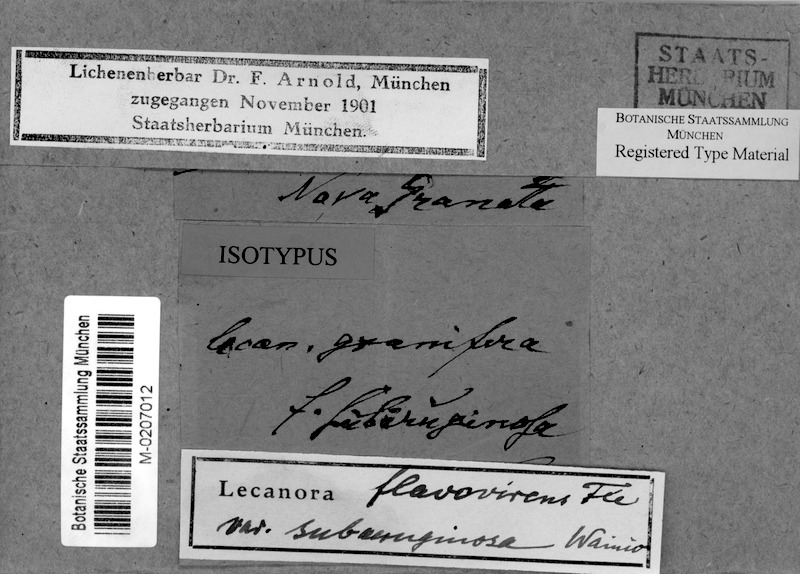 Lichenenherbar Dr. F. Arnold, München
zugegangen November 1901
Staatsherbarium München.
STAATS-
HERBARIUM
MÜNCHEN
BOTANISCHE STAATSSAMMLUNG
MÜNCHEN
Registered Type Material
Nova Granata
ISOTYPUS
Lecan. granifera
f. subæruginosa
Botanische Staatssammlung München
M-0207012
Lecanora flavovirens Fée
var. subaeruginosa Wainio